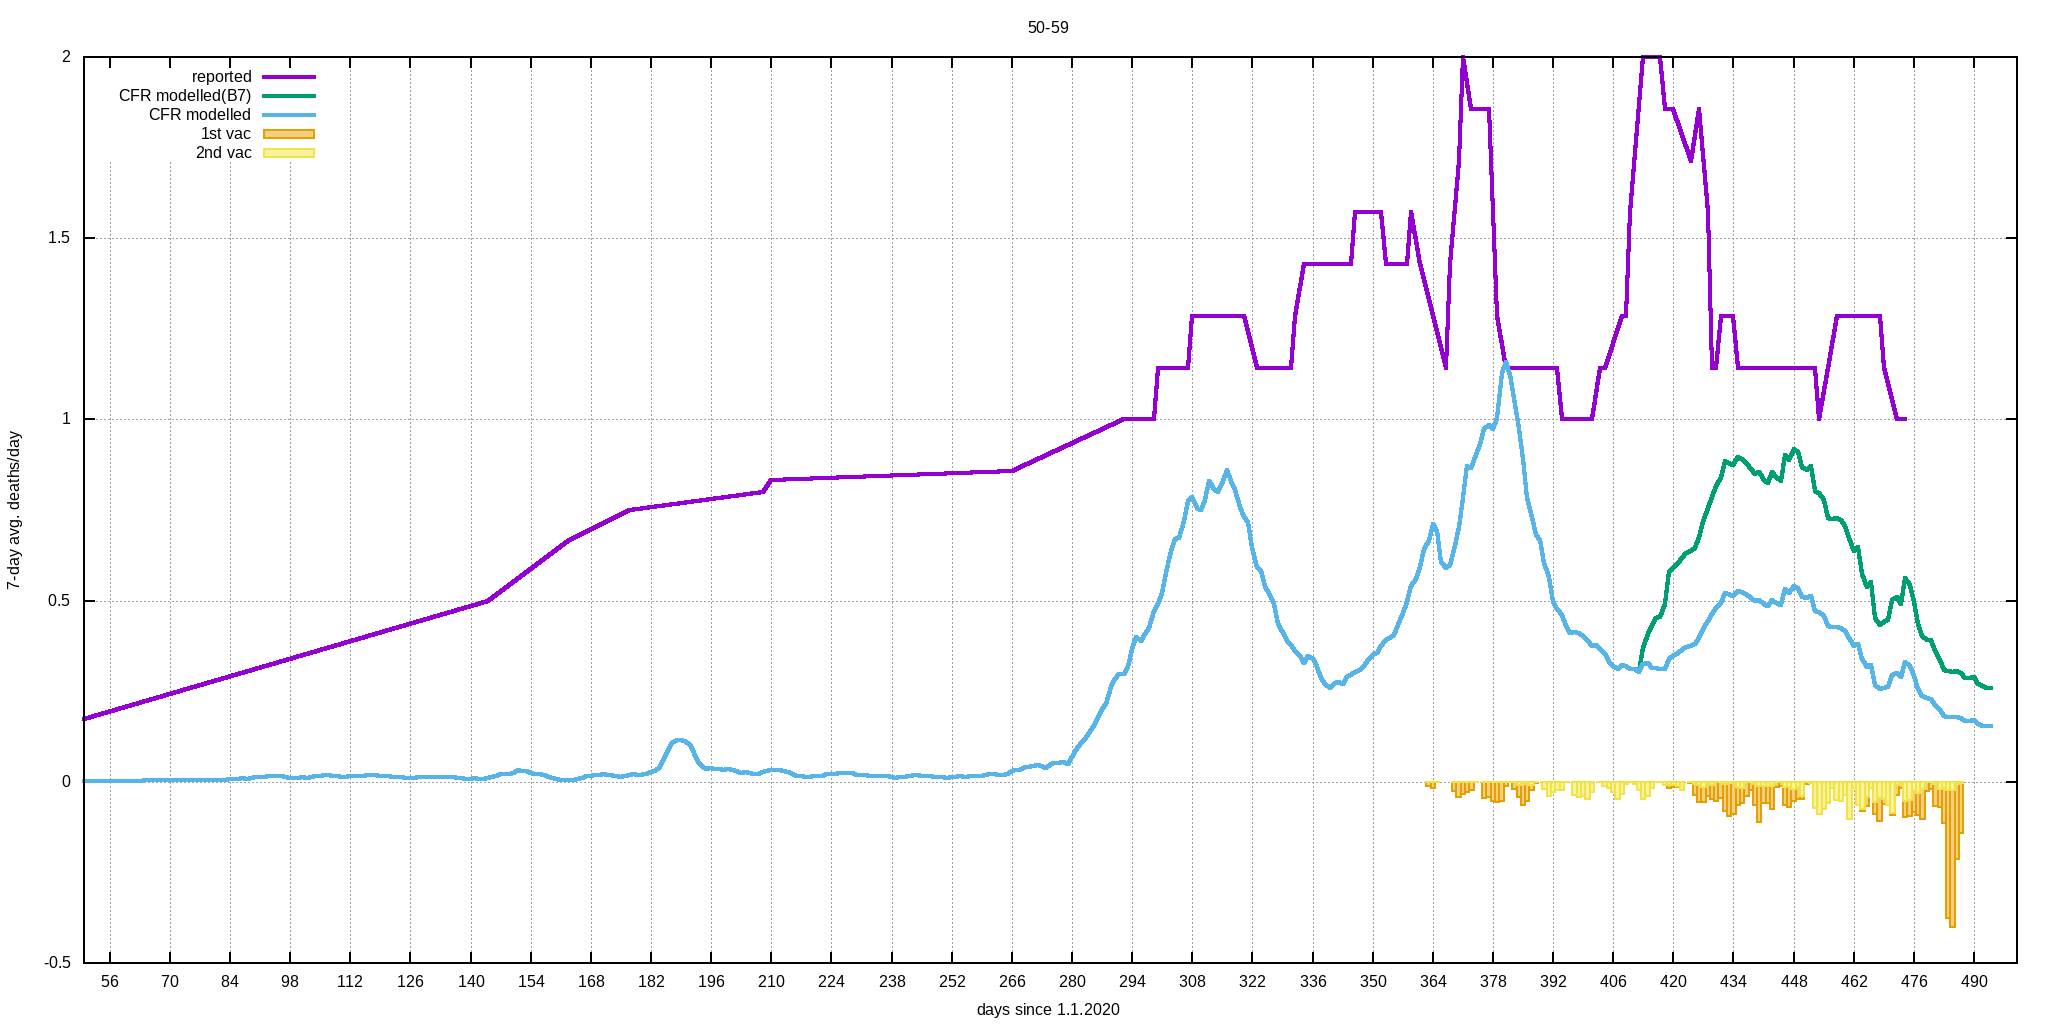 50-59
2
1.5
1
0.5
0
-0.5
7-day avg. deaths/day
reported
CFR modelled(B7)
CFR modelled
1st vac
2nd vac
56 70 84 98 112 126 140 154 168 182 196 210 224 238 252 266 280 294 308 322 336 350 364 378 392 406 420 434 448 462 476 490
days since 1.1.2020